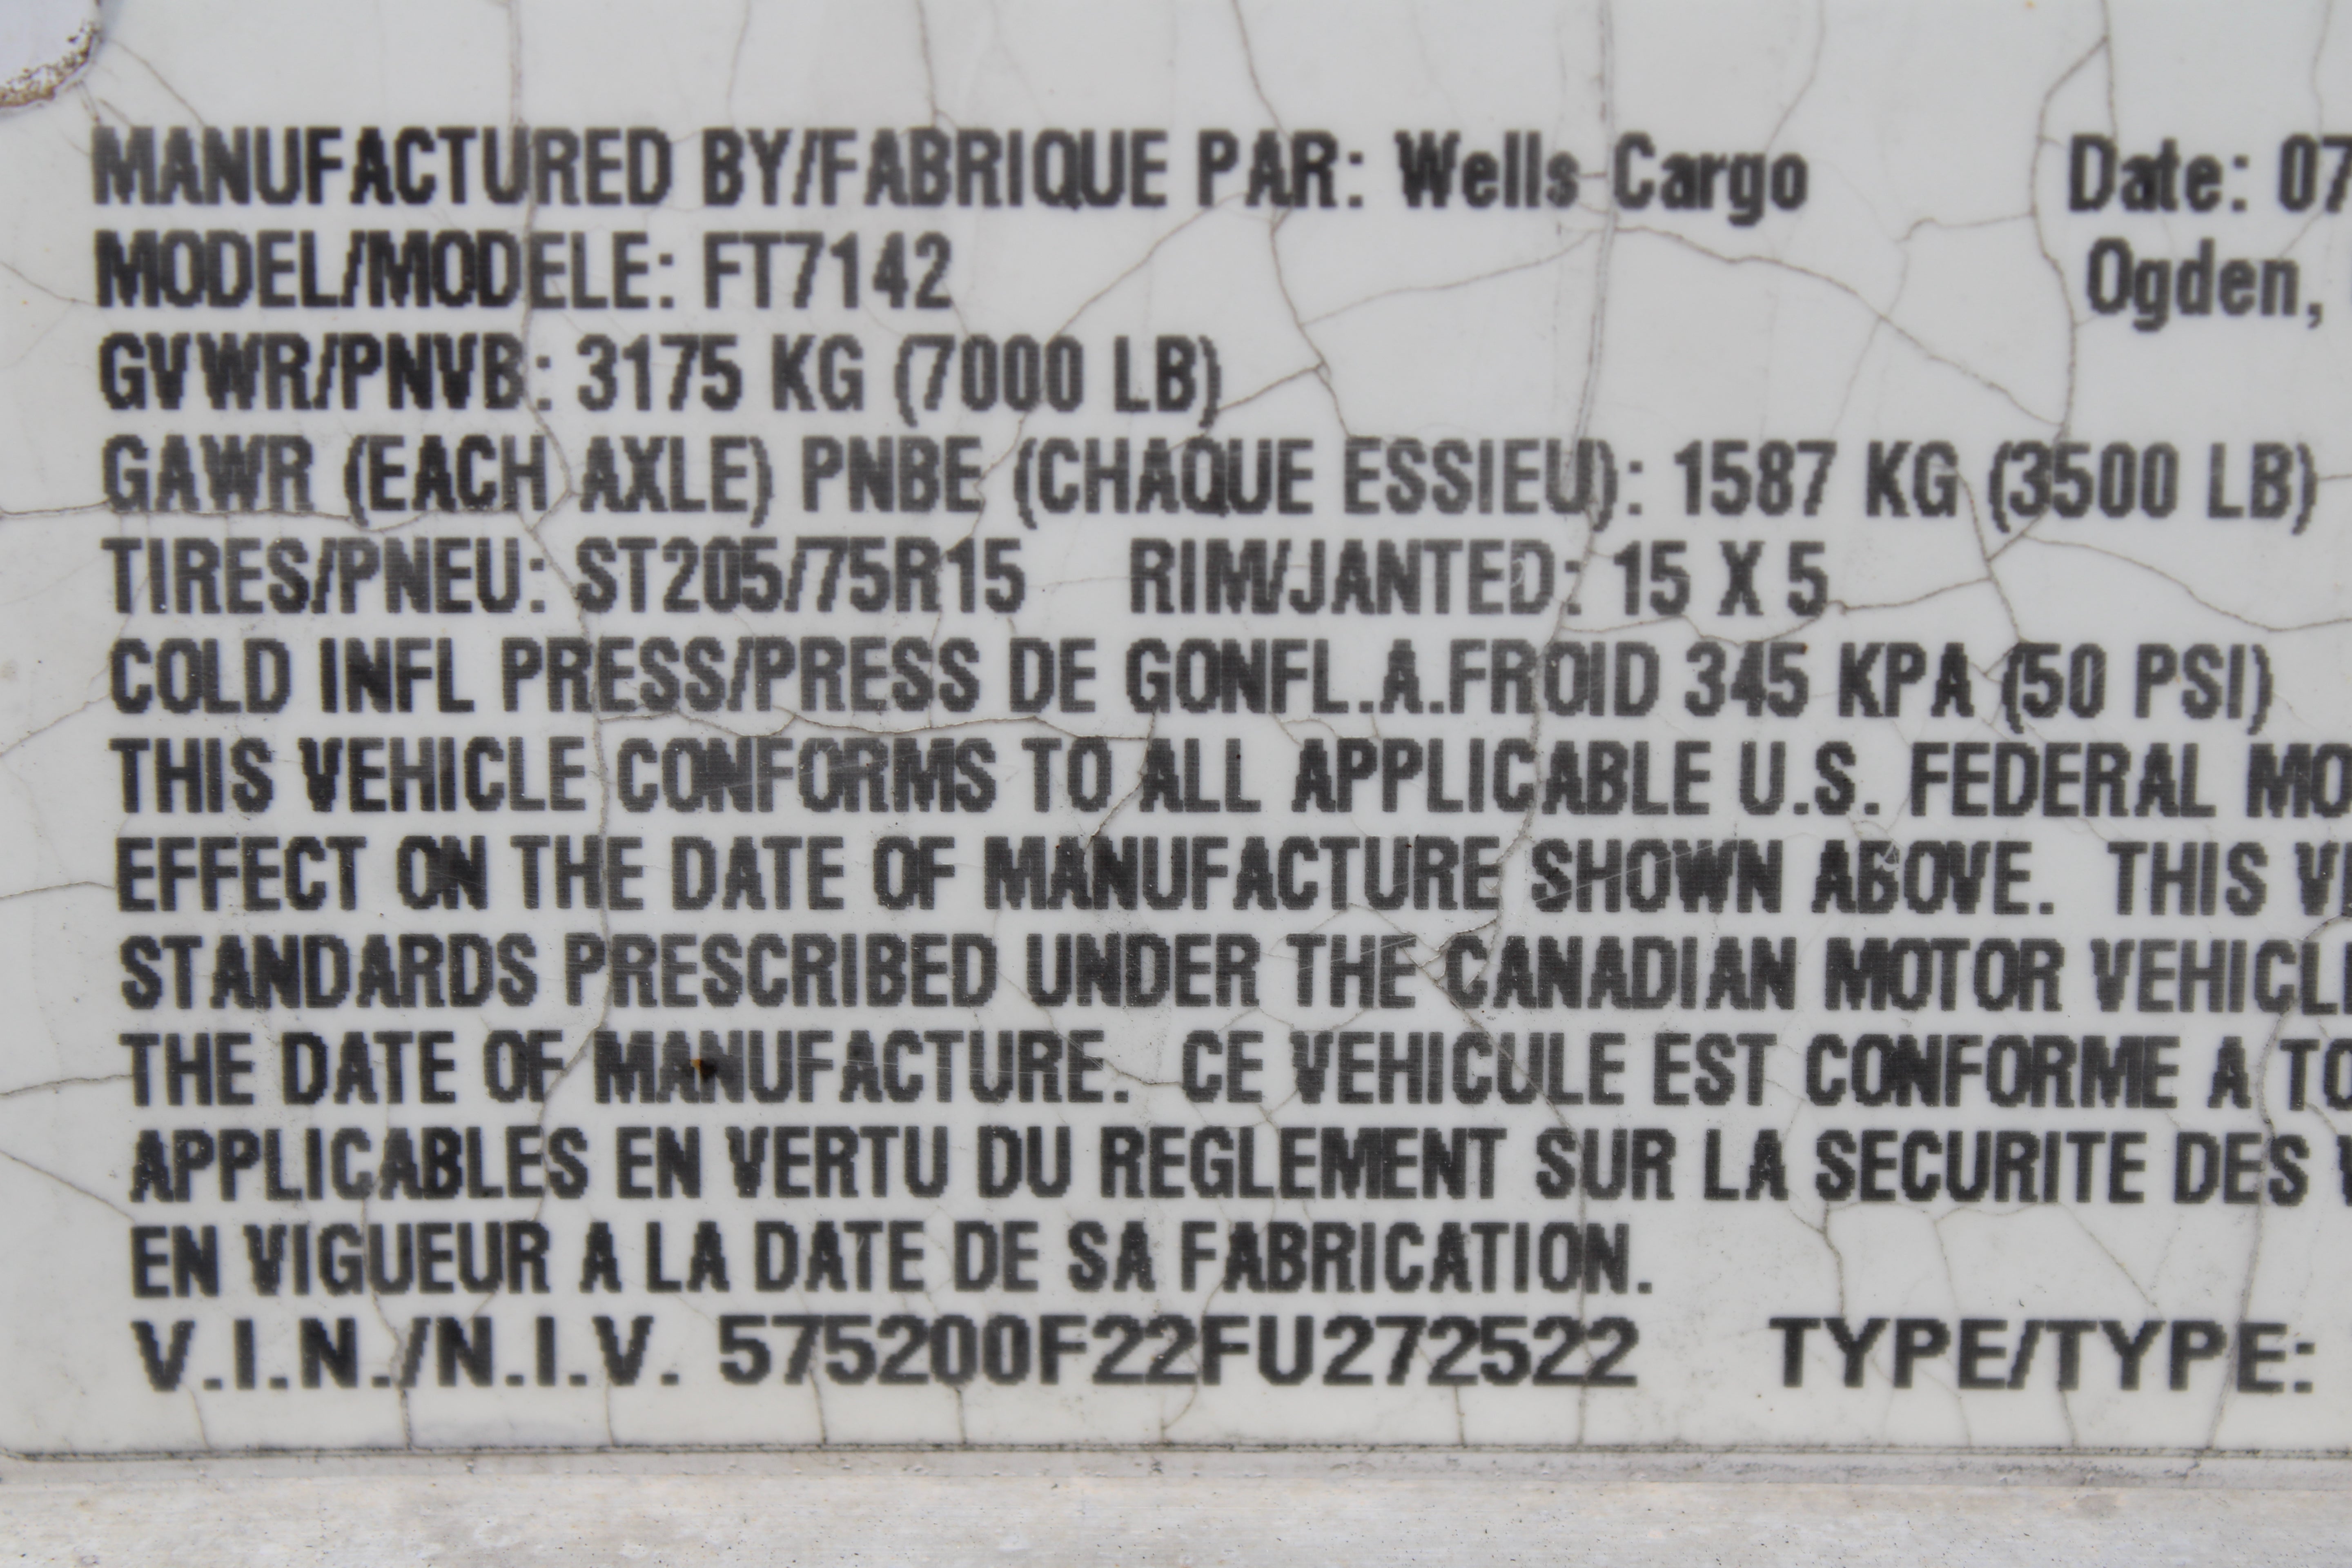 MANUFACTURED BY/FABRIQUE PAR: Wells Cargo Date: 07
MODEL/MODELE: FT7142 Ogden,
GVWR/PNVB: 3175 KG (7000 LB)
GAWR (EACH AXLE) PNBE (CHAQUE ESSIEU): 1587 KG (3500 LB)
TIRES/PNEU: ST205/75R15 RIM/JANTED: 15 X 5
COLD INFL PRESS/PRESS DE GONFL.A.FROID 345 KPA (50 PSI)
THIS VEHICLE CONFORMS TO ALL APPLICABLE U.S. FEDERAL MO
EFFECT ON THE DATE OF MANUFACTURE SHOWN ABOVE. THIS VE
STANDARDS PRESCRIBED UNDER THE CANADIAN MOTOR VEHICLE
THE DATE OF MANUFACTURE. CE VEHICULE EST CONFORME A TO
APPLICABLES EN VERTU DU REGLEMENT SUR LA SECURITE DES V
EN VIGUEUR A LA DATE DE SA FABRICATION.
V.I.N./N.I.V. 575200F22FU272522 TYPE/TYPE: